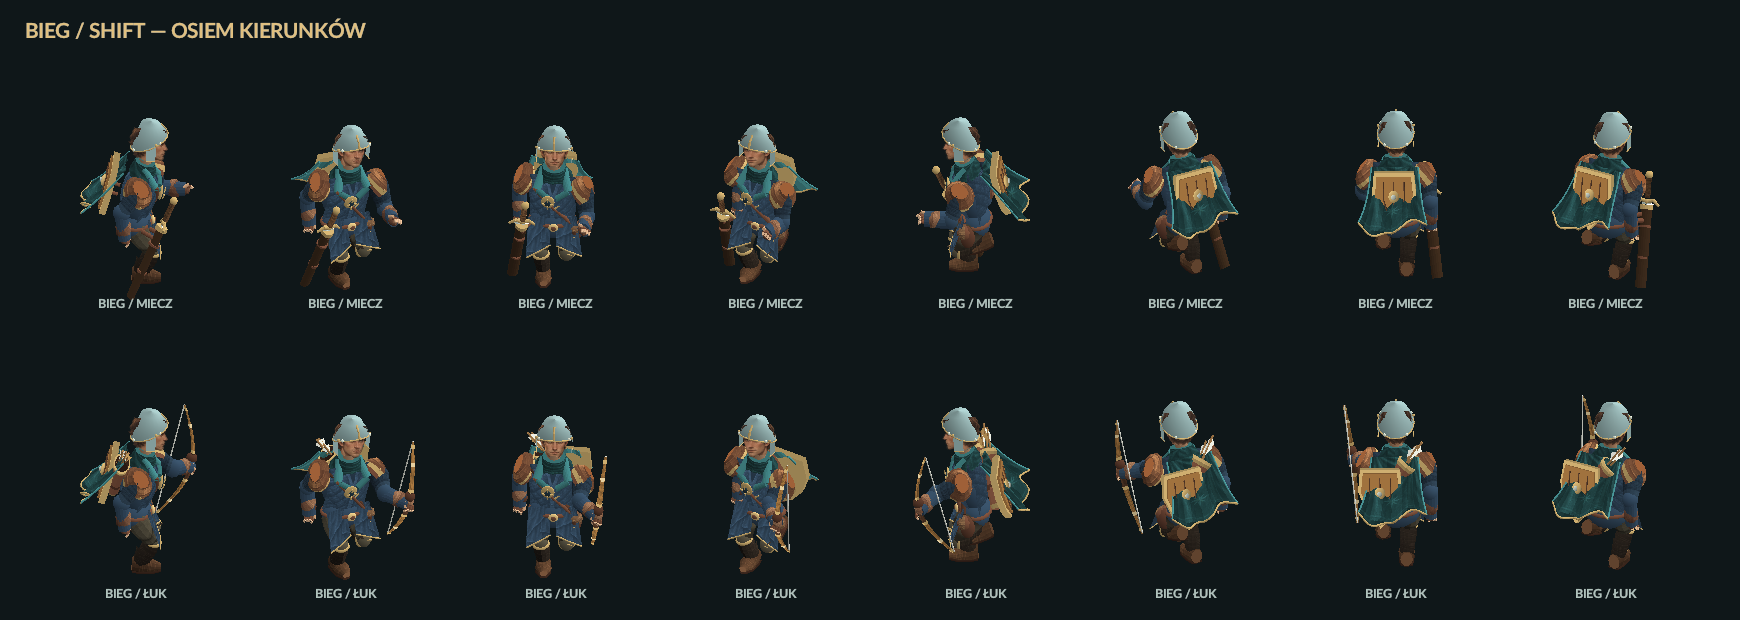 BIEG / SHIFT — OSIEM KIERUNKÓW
BIEG / MIECZ BIEG / MIECZ BIEG / MIECZ BIEG / MIECZ BIEG / MIECZ BIEG / MIECZ BIEG / MIECZ BIEG / MIECZ
BIEG / ŁUK BIEG / ŁUK BIEG / ŁUK BIEG / ŁUK BIEG / ŁUK BIEG / ŁUK BIEG / ŁUK BIEG / ŁUK